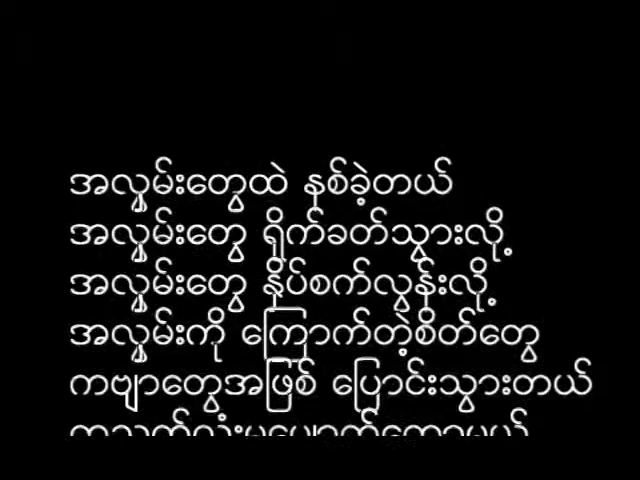 အလွှမ်းတွေထဲ နစ်ခဲ့တယ်
အလွှမ်းတွေ ရိုက်ခတ်သွားလို့
အလွှမ်းတွေ နှိပ်စက်လွန်းလို့
အလွှမ်းကို ကြောက်တဲ့စိတ်တွေ
ကဗျာတွေအဖြစ် ပြောင်းသွားတယ်